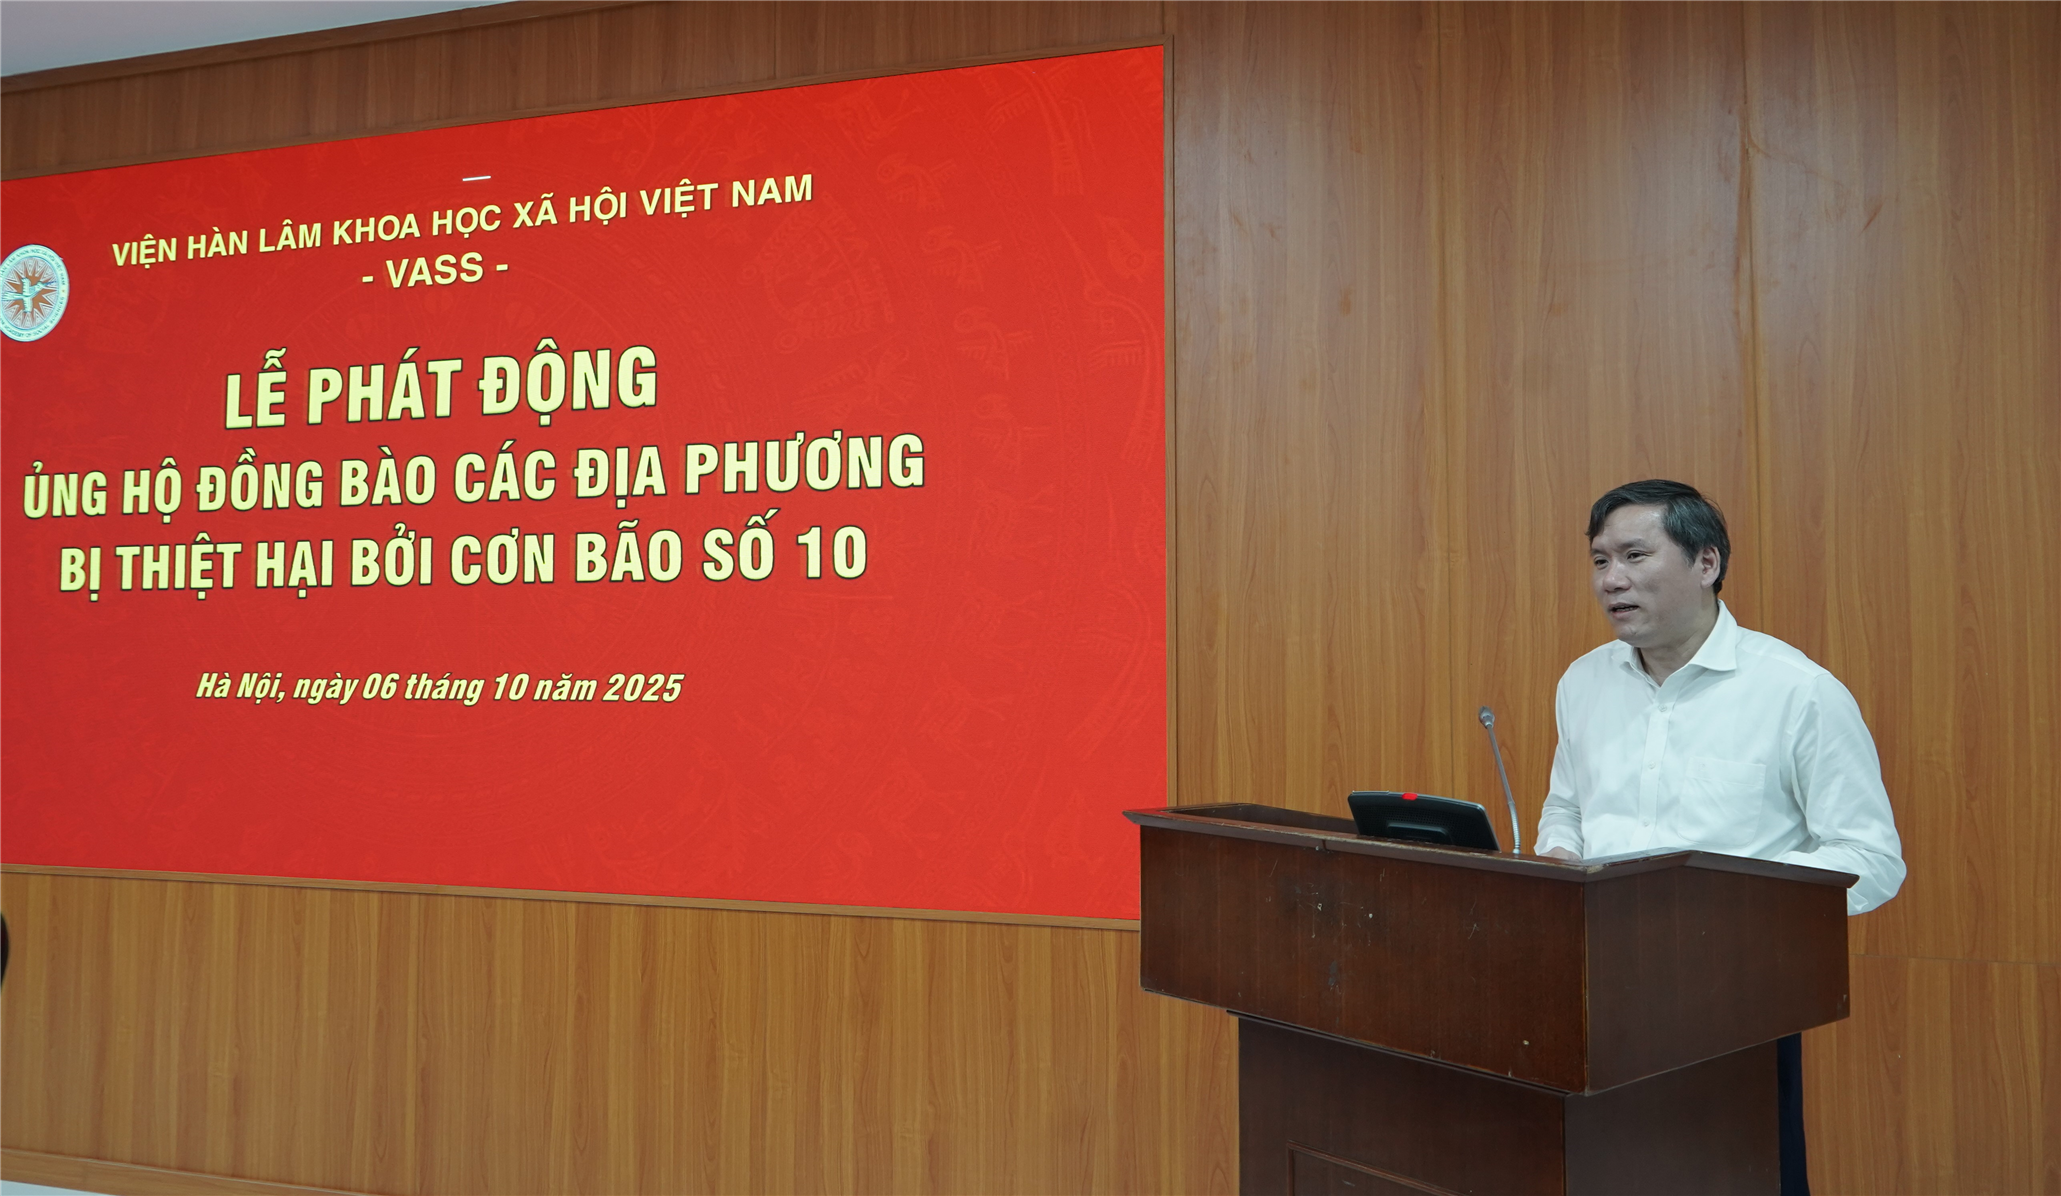 VIỆN HÀN LÂM KHOA HỌC XÃ HỘI VIỆT NAM
- VASS -
LỄ PHÁT ĐỘNG
ỦNG HỘ ĐỒNG BÀO CÁC ĐỊA PHƯƠNG
BỊ THIỆT HẠI BỞI CƠN BÃO SỐ 10
Hà Nội, ngày 06 tháng 10 năm 2025